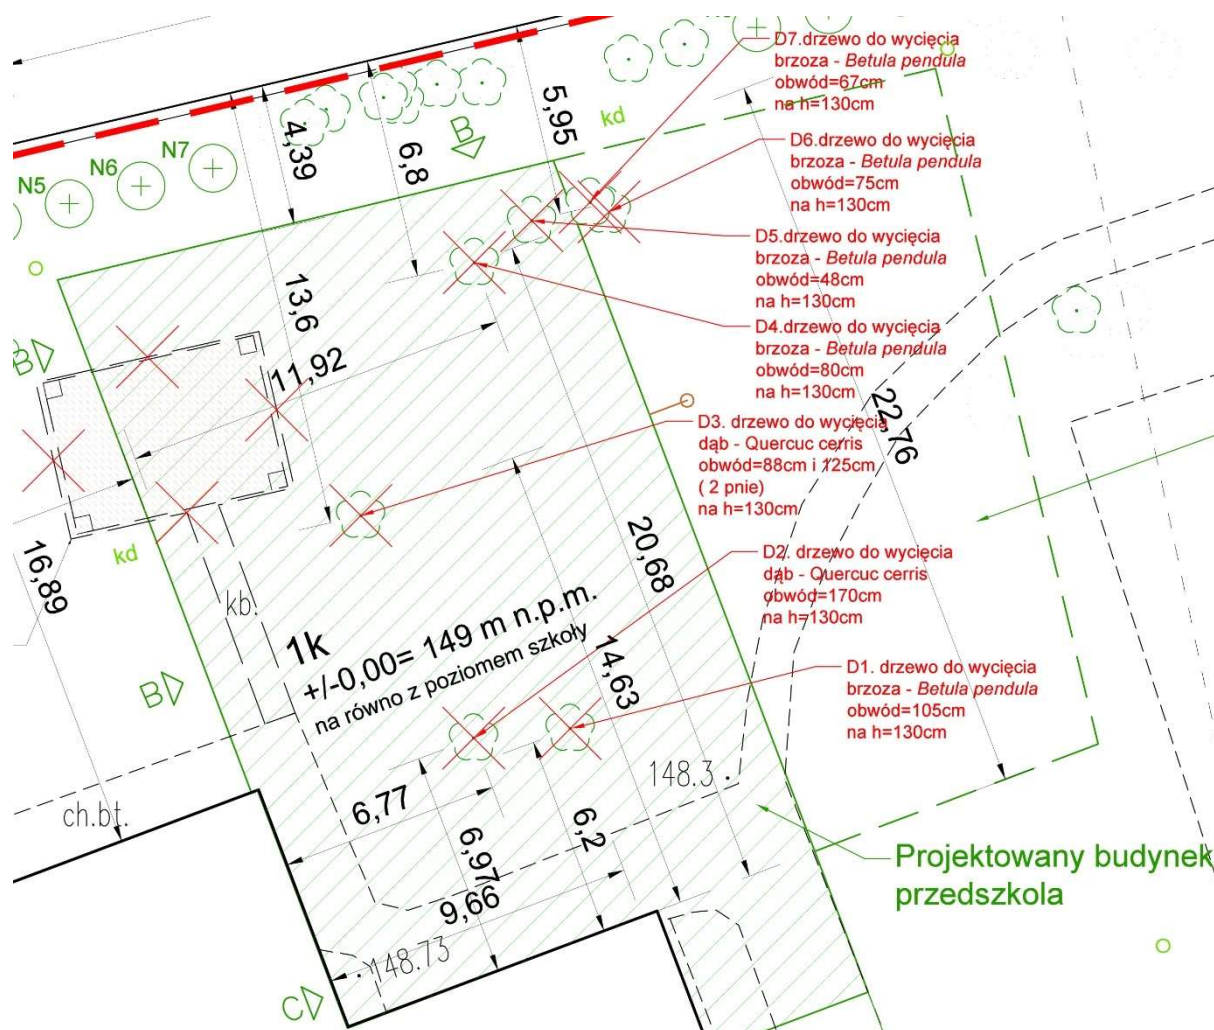 D7.drzewo do wycięcia
brzoza - Betula pendula
obwód=67cm
na h=130cm
5,95
kd
4,39
6,8
B
N7
N6
N5
D6.drzewo do wycięcia
brzoza - Betula pendula
obwód=75cm
na h=130cm
D5.drzewo do wycięcia
brzoza - Betula pendula
obwód=48cm
na h=130cm
13,6
D4.drzewo do wycięcia
brzoza - Betula pendula
obwód=80cm
na h=130cm
B
11,92
22,76
D3. drzewo do wycięcia
dąb - Quercuc cerris
obwód=88cm i 125cm
( 2 pnie)
na h=130cm
kd
16,89
20,68
D2. drzewo do wycięcia
dąb - Quercuc cerris
obwód=170cm
na h=130cm
kb.
1k
+/-0,00= 149 m n.p.m.
na równo z poziomem szkoły
14,63
B
D1. drzewo do wycięcia
brzoza - Betula pendula
obwód=105cm
na h=130cm
148.3
ch.bt.
6,77
6,97
6,2
9,66
Projektowany budynek
przedszkola
148.73
C